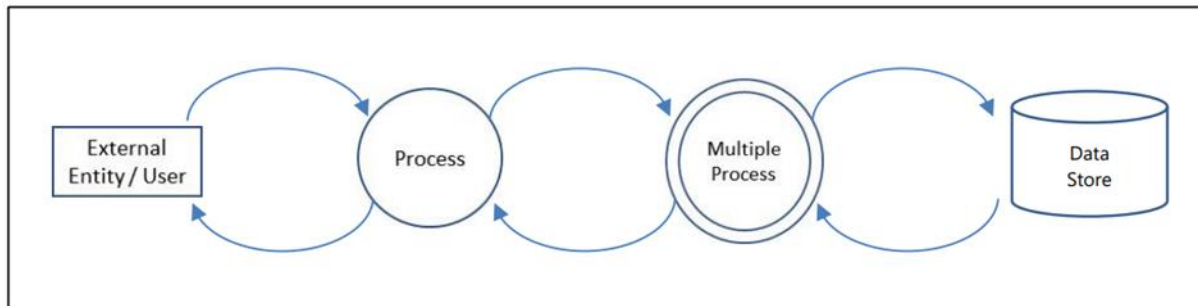 External
Entity / User
Process
Multiple
Process
Data
Store